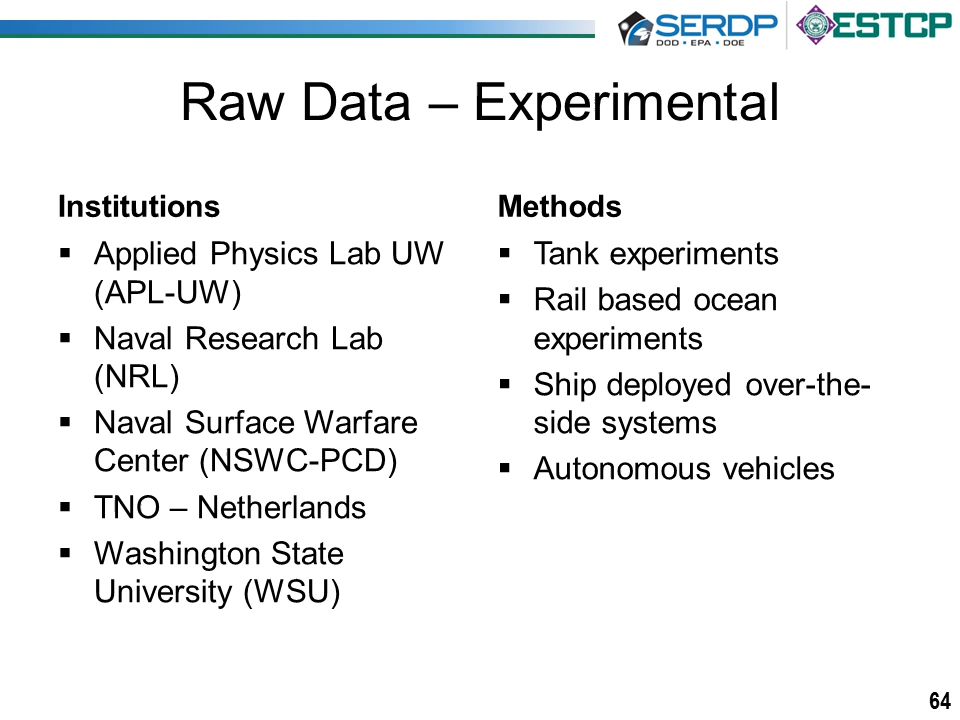 SERDP
DOD • EPA • DOE
ESTCP
Raw Data – Experimental
Institutions
▪ Applied Physics Lab UW
(APL-UW)
▪ Naval Research Lab
(NRL)
▪ Naval Surface Warfare
Center (NSWC-PCD)
▪ TNO – Netherlands
▪ Washington State
University (WSU)
Methods
▪ Tank experiments
▪ Rail based ocean
experiments
▪ Ship deployed over-the-
side systems
▪ Autonomous vehicles
64